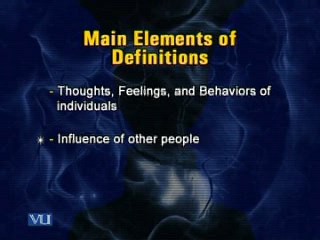 Main Elements of
Definitions
- Thoughts, Feelings, and Behaviors of
individuals
- Influence of other people
VU